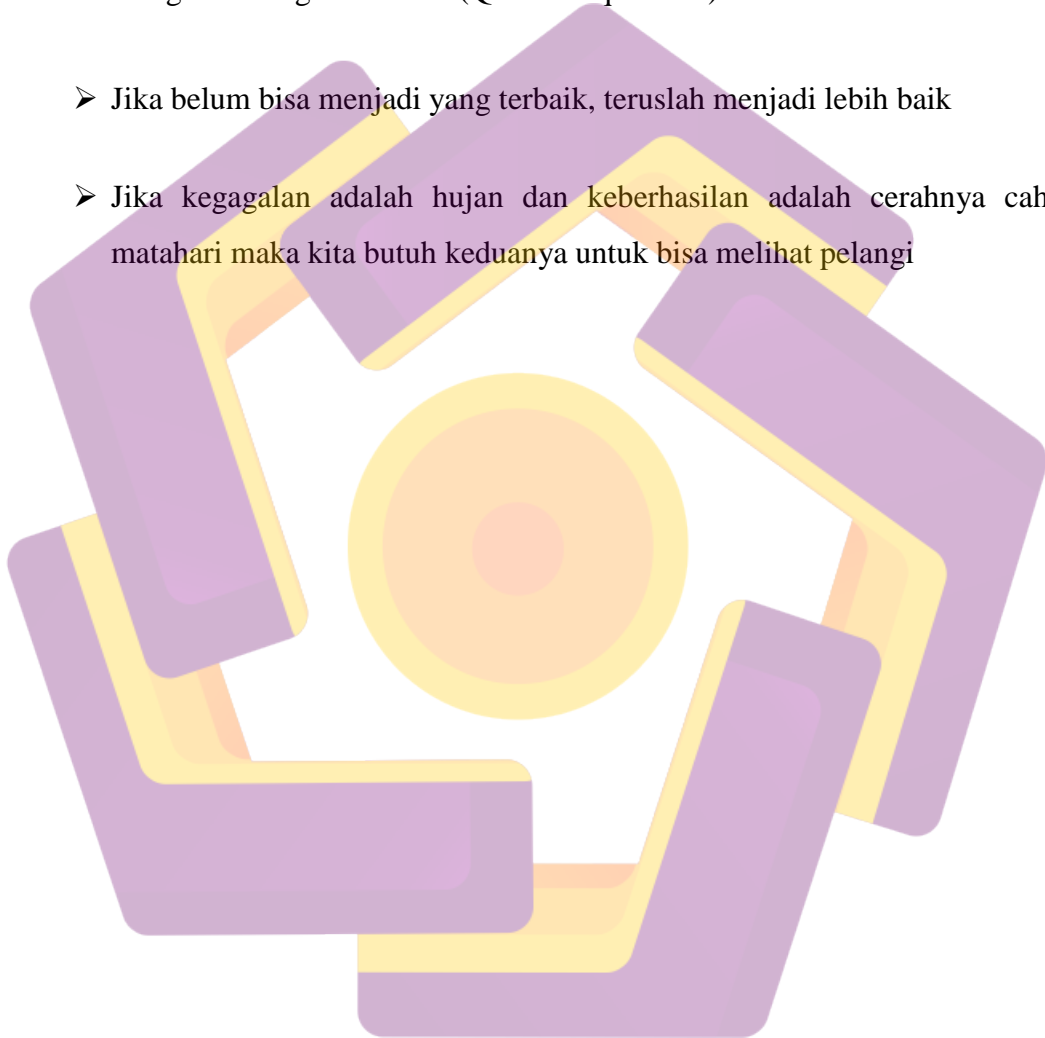 ➢ Jika belum bisa menjadi yang terbaik, teruslah menjadi lebih baik
➢ Jika kegagalan adalah hujan dan keberhasilan adalah cerahnya cah
matahari maka kita butuh keduanya untuk bisa melihat pelangi